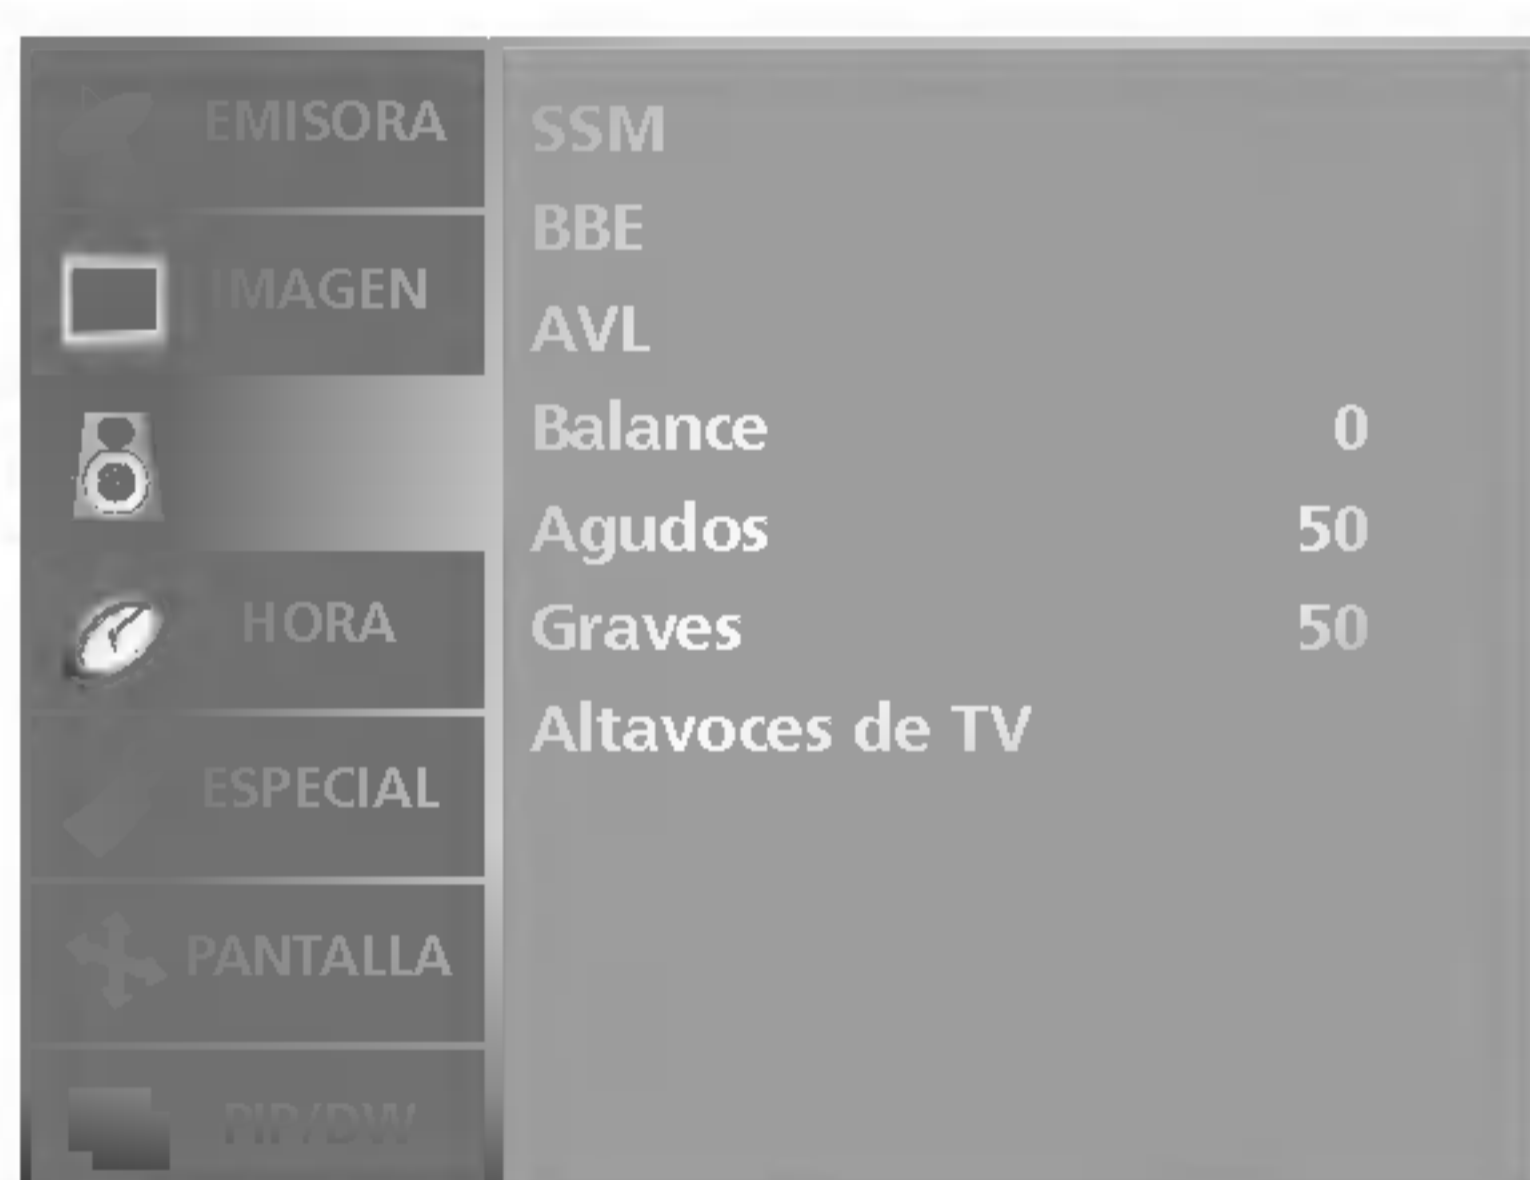 EMISORA
IMAGEN
HORA
ESPECIAL
PANTALLA
PIP/DW
SSM
BBE
AVL
Balance 0
Agudos 50
Graves 50
Altavoces de TV